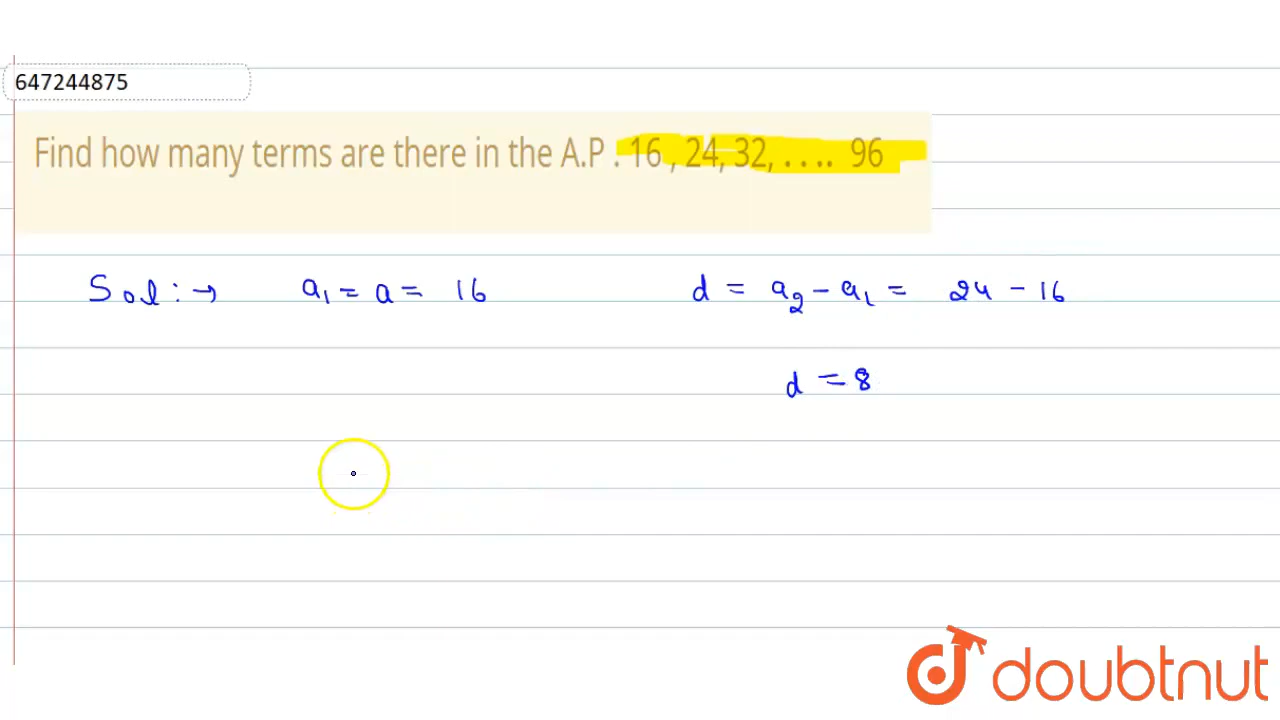 647244875
Find how many terms are there in the A.P . 16 , 24, 32, . . .. 96
Sol :→ a₁ = a = 16 d = a₂ - a₁ = 24 - 16
d = 8
doubtnut